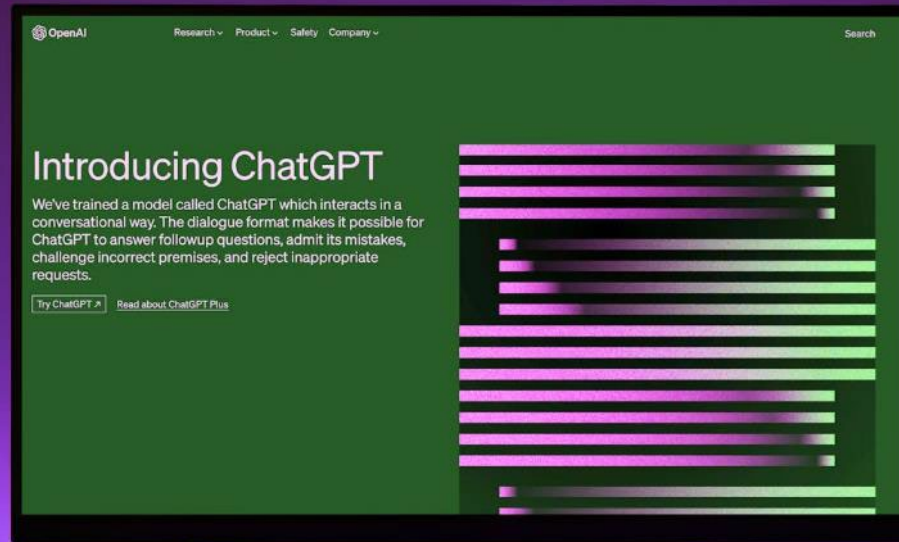 OpenAI Research Product Safety Company Search
Introducing ChatGPT
We've trained a model called ChatGPT which interacts in a
conversational way. The dialogue format makes it possible for
ChatGPT to answer followup questions, admit its mistakes,
challenge incorrect premises, and reject inappropriate
requests.
Try ChatGPT ↗ Read about ChatGPT Plus